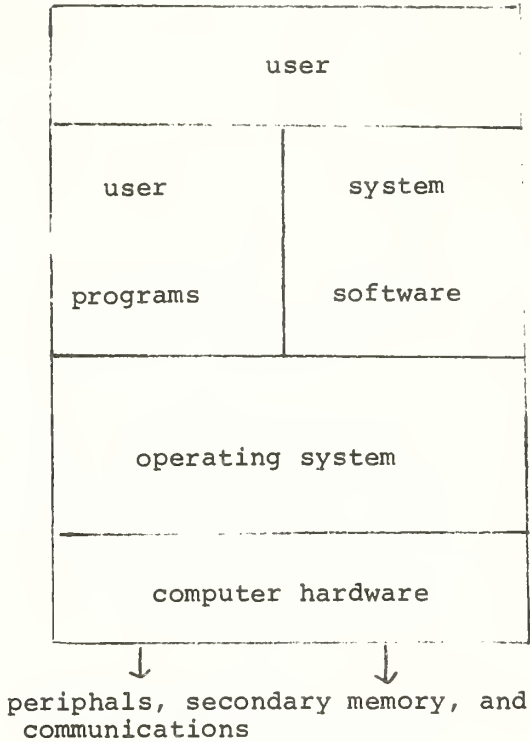 user
user system
programs software
operating system
computer hardware
periphals, secondary memory, and
communications